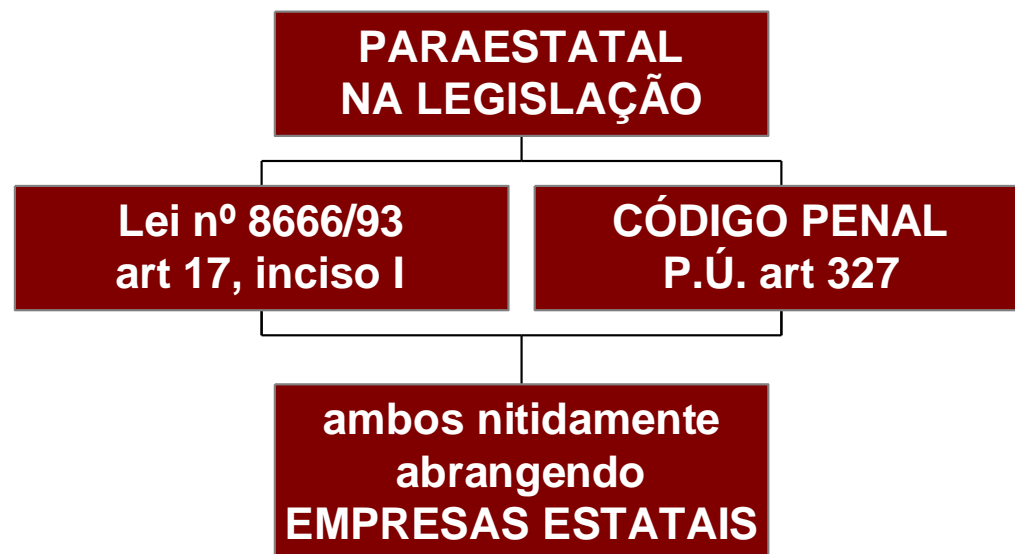 PARAESTATAL
NA LEGISLAÇÃO
Lei nº 8666/93
art 17, inciso I
CÓDIGO PENAL
P.Ú. art 327
ambos nitidamente
abrangendo
EMPRESAS ESTATAIS